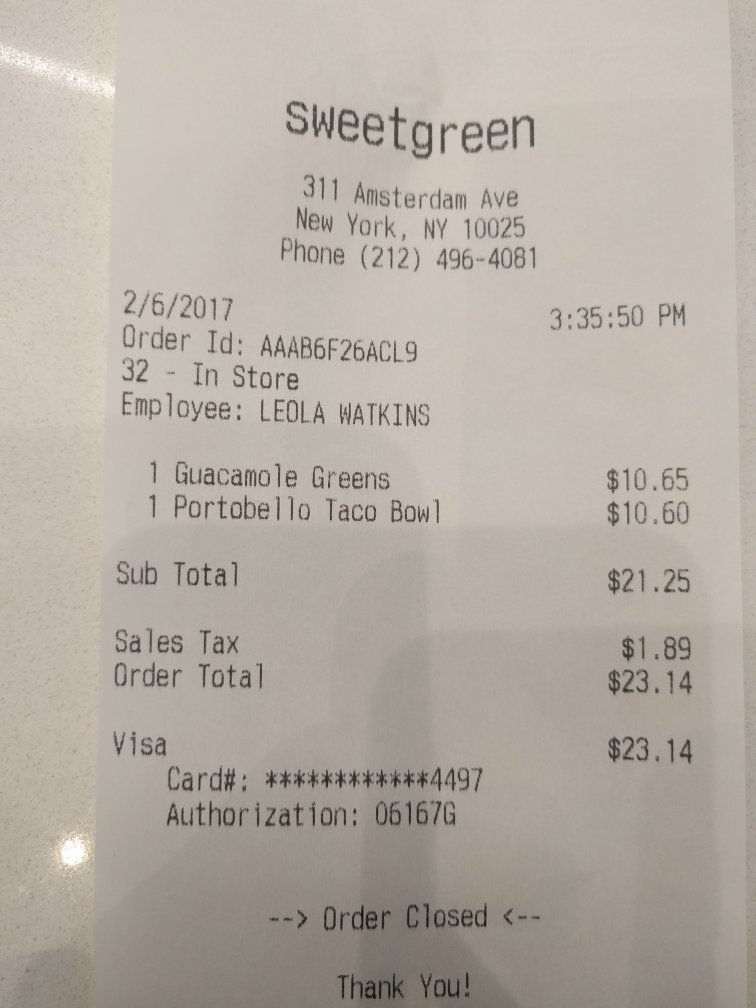 sweetgreen
311 Amsterdam Ave
New York, NY 10025
Phone (212) 496-4081
2/6/2017 3:35:50 PM
Order Id: AAAB6F26ACL9
32 - In Store
Employee: LEOLA WATKINS
1 Guacamole Greens $10.65
1 Portobello Taco Bowl $10.60
Sub Total $21.25
Sales Tax $1.89
Order Total $23.14
Visa $23.14
Card#: ************4497
Authorization: 06167G
--> Order Closed <--
Thank You!